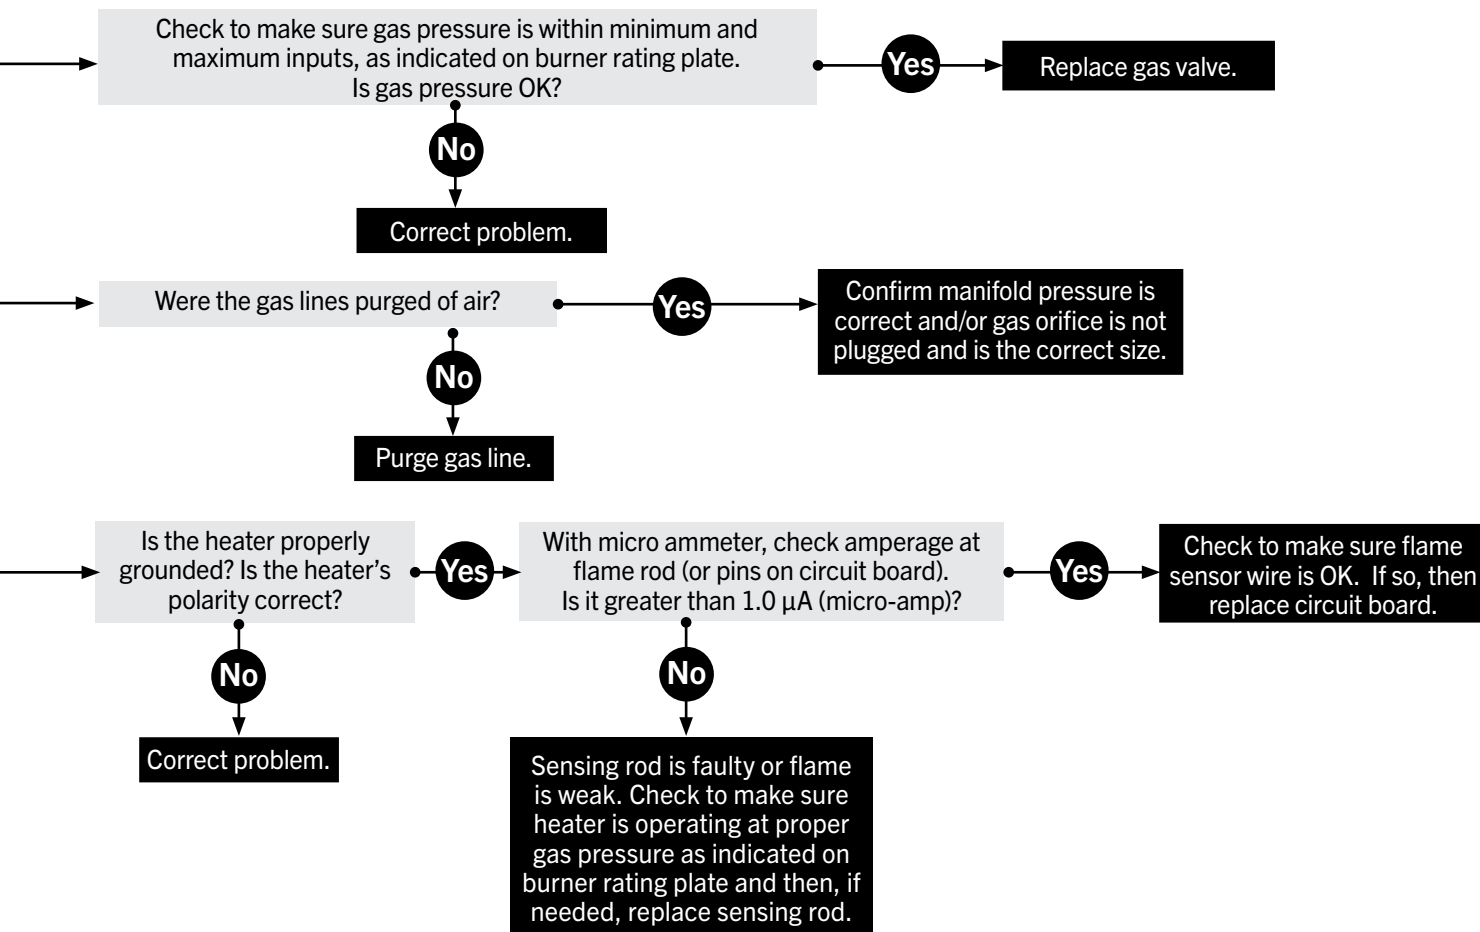 Check to make sure gas pressure is within minimum and
maximum inputs, as indicated on burner rating plate.
Is gas pressure OK?
Yes
Replace gas valve.
No
Correct problem.
Were the gas lines purged of air?
Yes
Confirm manifold pressure is
correct and/or gas orifice is not
plugged and is the correct size.
No
Purge gas line.
Is the heater properly
grounded? Is the heater’s
polarity correct?
Yes
With micro ammeter, check amperage at
flame rod (or pins on circuit board).
Is it greater than 1.0 µA (micro-amp)?
Yes
Check to make sure flame
sensor wire is OK. If so, then
replace circuit board.
No
Correct problem.
No
Sensing rod is faulty or flame
is weak. Check to make sure
heater is operating at proper
gas pressure as indicated on
burner rating plate and then, if
needed, replace sensing rod.